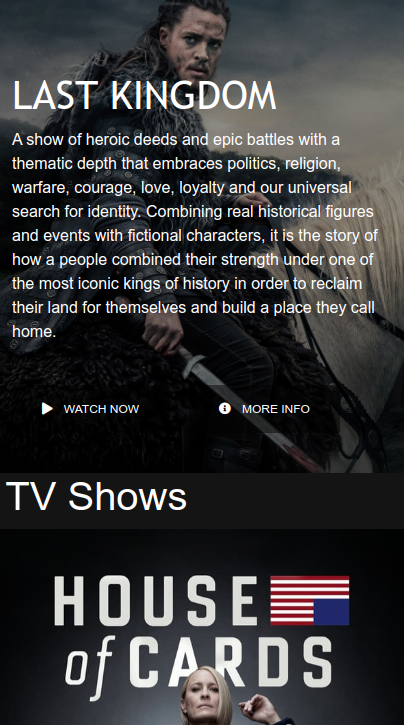 LAST KINGDOM
A show of heroic deeds and epic battles with a
thematic depth that embraces politics, religion,
warfare, courage, love, loyalty and our universal
search for identity. Combining real historical figures
and events with fictional characters, it is the story of
how a people combined their strength under one of
the most iconic kings of history in order to reclaim
their land for themselves and build a place they call
home.
WATCH NOW MORE INFO
TV Shows
HOUSE
of CARDS